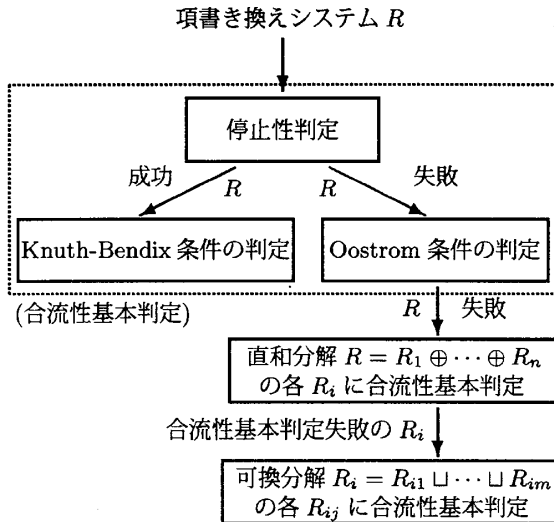 項書き換えシステム R
停止性判定
成功 R R 失敗
Knuth-Bendix 条件の判定 Oostrom 条件の判定
(合流性基本判定)
R 失敗
直和分解 R = R₁ ⊕ ⋯ ⊕ Rₙ
の各 Rᵢ に合流性基本判定
合流性基本判定失敗の Rᵢ
可換分解 Rᵢ = Rᵢ₁ ⊔ ⋯ ⊔ Rᵢₘ
の各 Rᵢⱼ に合流性基本判定